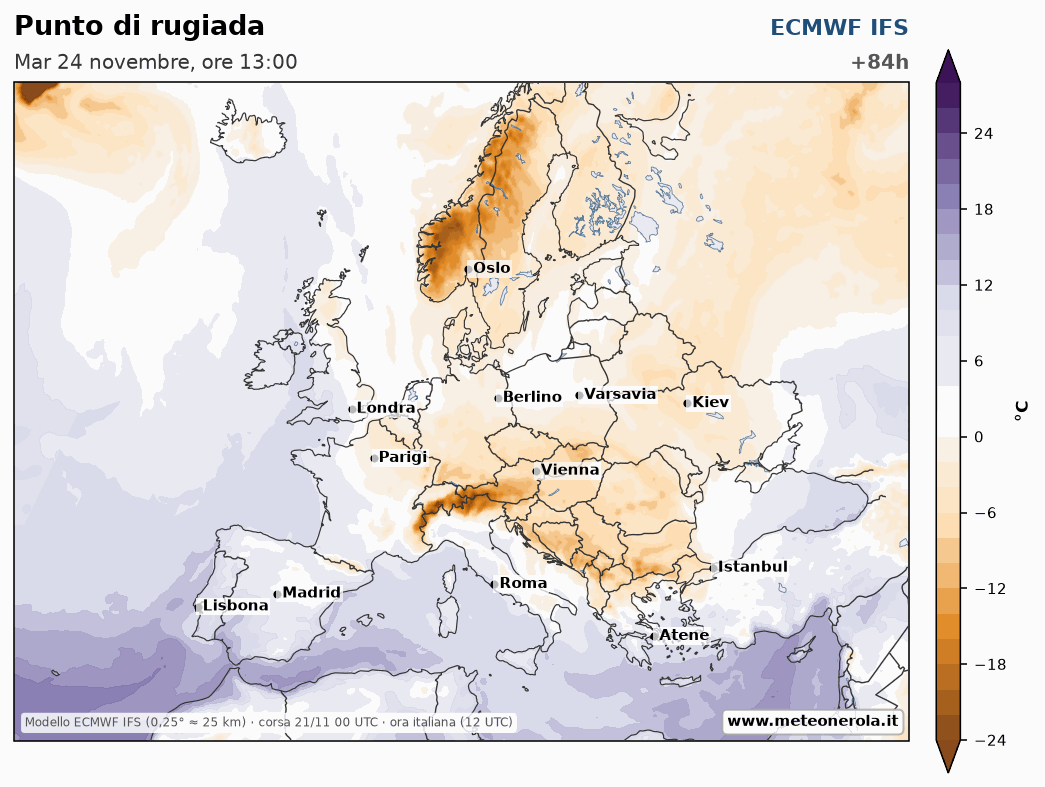 Punto di rugiada
ECMWF IFS
Mar 24 novembre, ore 13:00
+84h
24
18
12
6
0
−6
−12
−18
−24
°C
Oslo
Londra
Berlino
Varsavia
Kiev
Parigi
Vienna
Madrid
Lisbona
Roma
Istanbul
Atene
Modello ECMWF IFS (0,25° ≈ 25 km) · corsa 21/11 00 UTC · ora italiana (12 UTC)
www.meteonerola.it